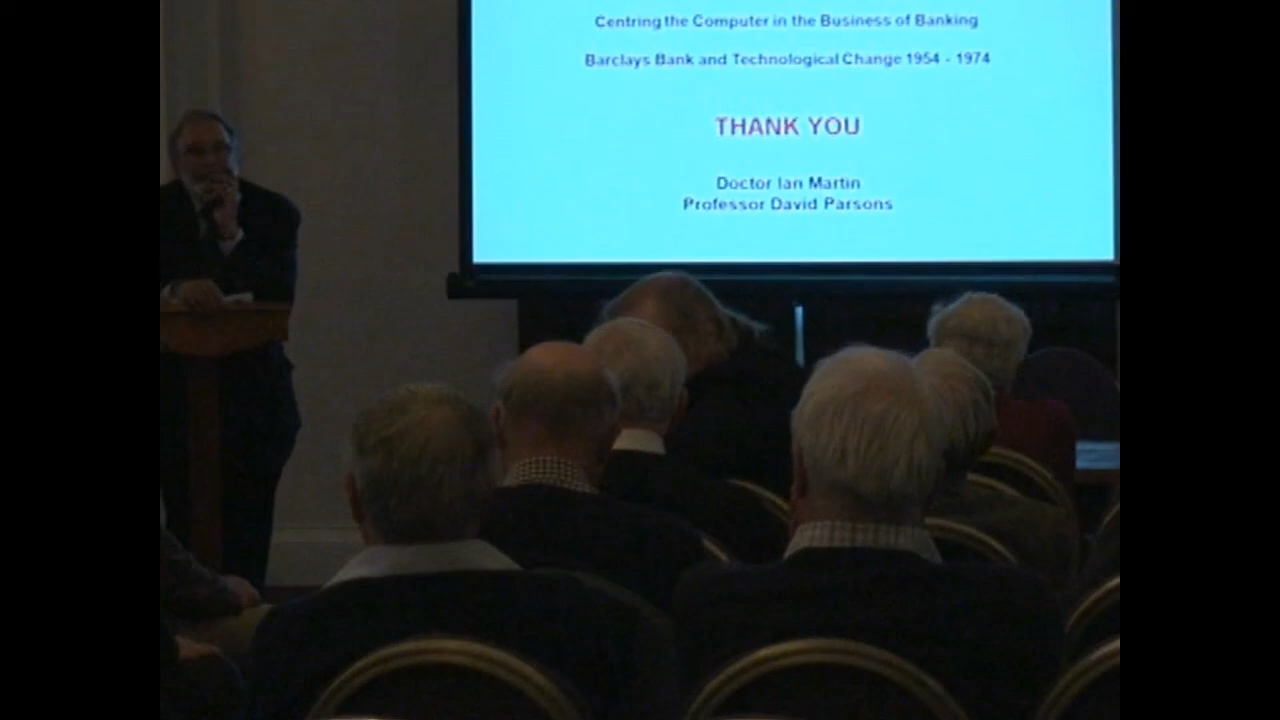 Centring the Computer in the Business of Banking
Barclays Bank and Technological Change 1954 - 1974
THANK YOU
Doctor Ian Martin
Professor David Parsons